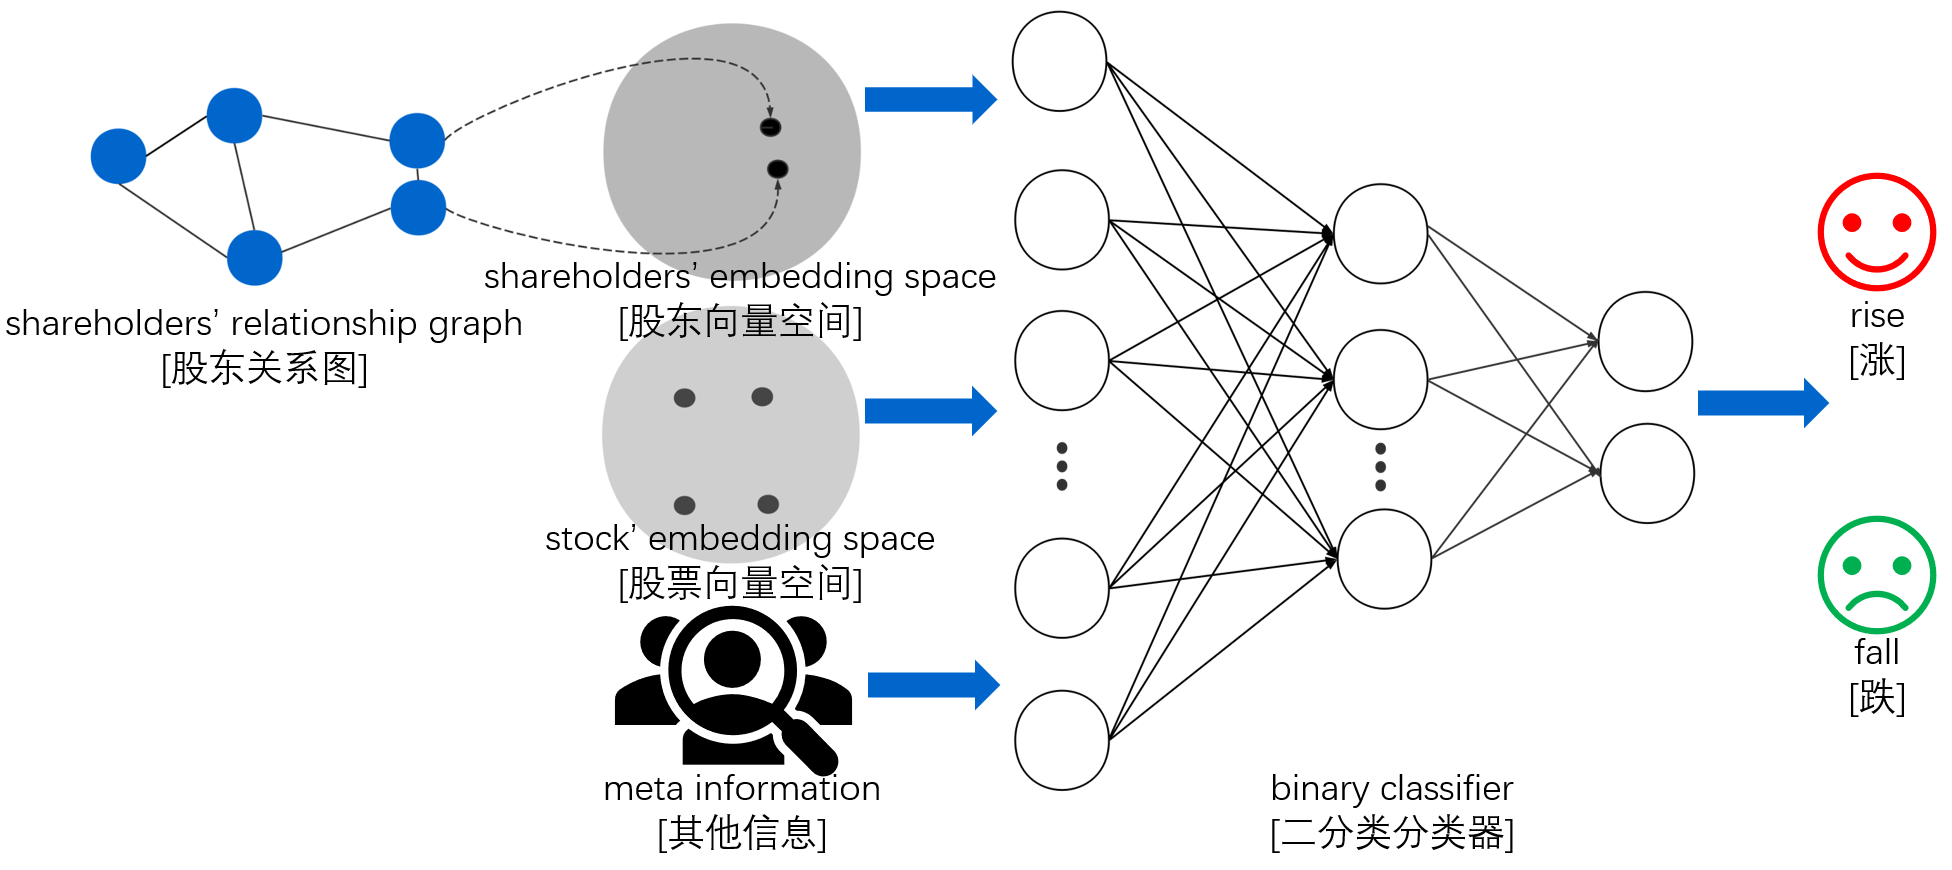 shareholders’ relationship graph
[股东关系图]
shareholders’ embedding space
[股东向量空间]
stock’ embedding space
[股票向量空间]
meta information
[其他信息]
binary classifier
[二分类分类器]
rise
[涨]
fall
[跌]